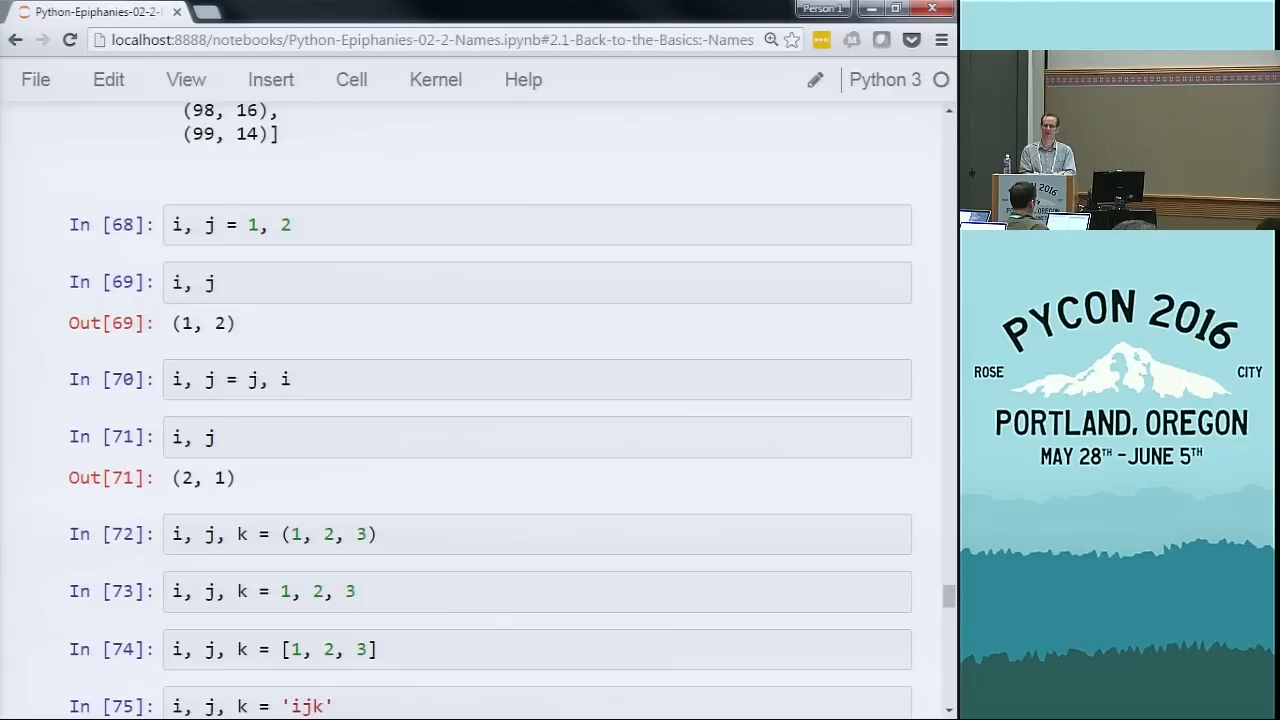 Python-Epiphanies-02-2-
Person 1
localhost:8888/notebooks/Python-Epiphanies-02-2-Names.ipynb#2.1-Back-to-the-Basics:-Names
File Edit View Insert Cell Kernel Help Python 3
(98, 16),
(99, 14)]
In [68]: i, j = 1, 2
In [69]: i, j
Out[69]: (1, 2)
In [70]: i, j = j, i
In [71]: i, j
Out[71]: (2, 1)
In [72]: i, j, k = (1, 2, 3)
In [73]: i, j, k = 1, 2, 3
In [74]: i, j, k = [1, 2, 3]
In [75]: i, j, k = 'ijk'
PYCON 2016
ROSE CITY
PORTLAND, OREGON
MAY 28TH - JUNE 5TH